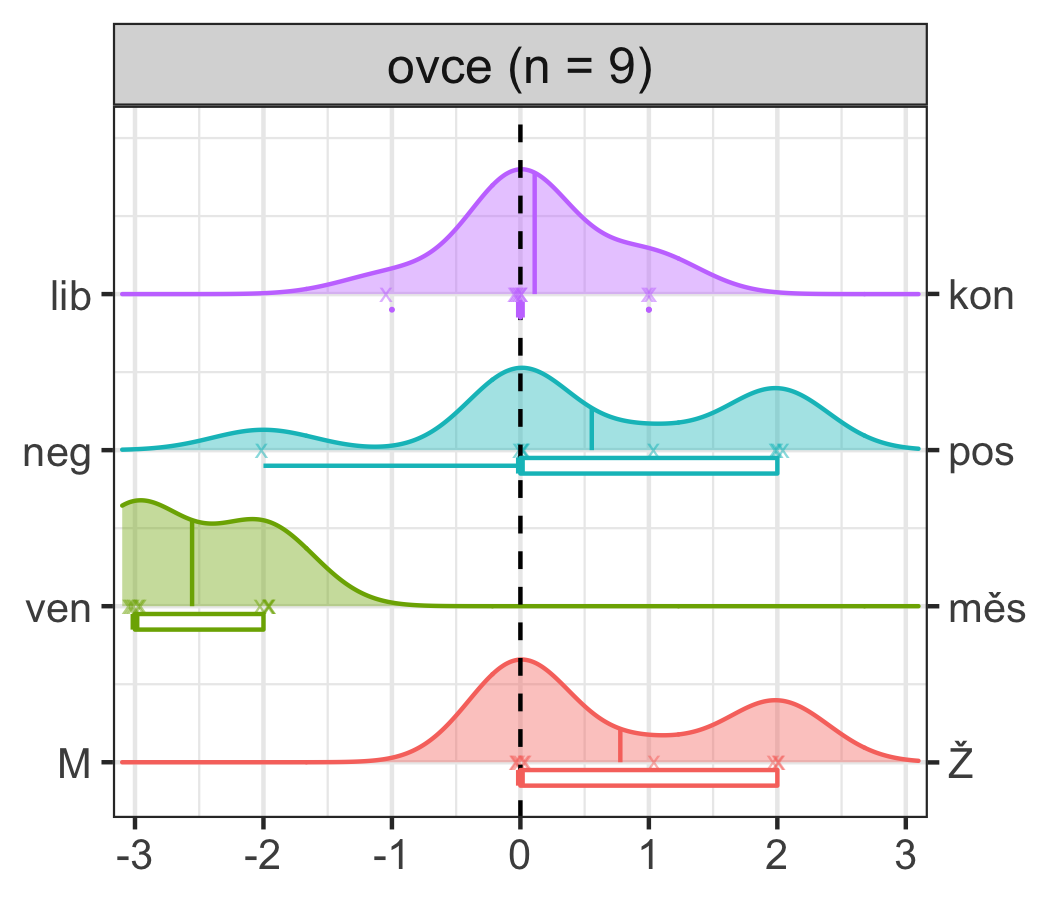 ovce (n = 9)
lib kon
neg pos
ven měs
M Ž
-3 -2 -1 0 1 2 3